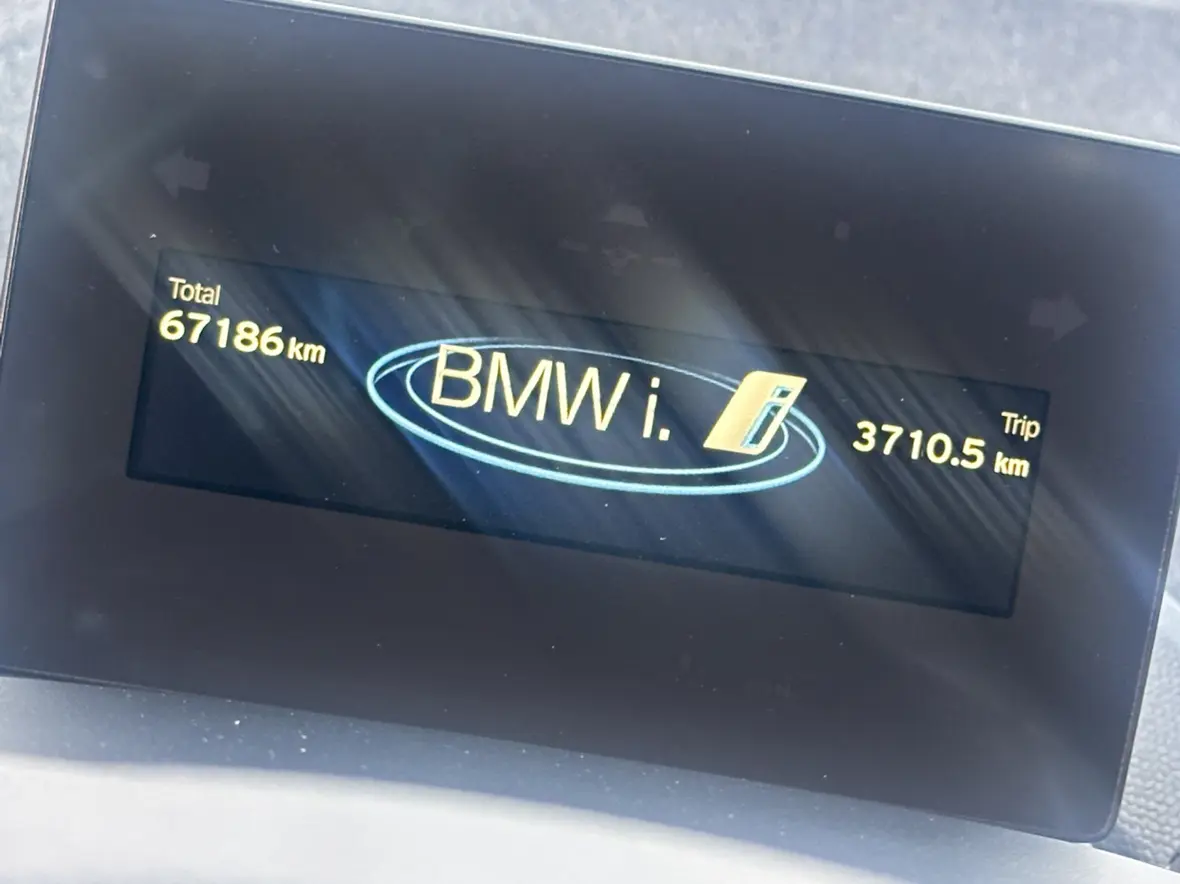 Total
67186 km
BMW i.
i
Trip
3710.5 km